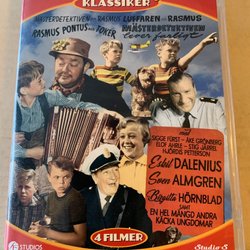 KLASSIKER
MÄSTERDETEKTIVEN OCH RASMUS LUFFAREN OCH RASMUS
RASMUS PONTUS OCH TOKER MÄSTERDETEKTIVEN
lever farligt
med
SIGGE FÜRST - ÅKE GRÖNBERG
ELOF AHRLE - STIG JÄRREL
HJÖRDIS PETTERSON
Eskil DALENIUS
Sven ALMGREN
Birgitta HÖRNBLAD
SAMT
EN HEL MÄNGD ANDRA
KÄCKA UNGDOMAR
4 FILMER
STUDIOS
Studio S